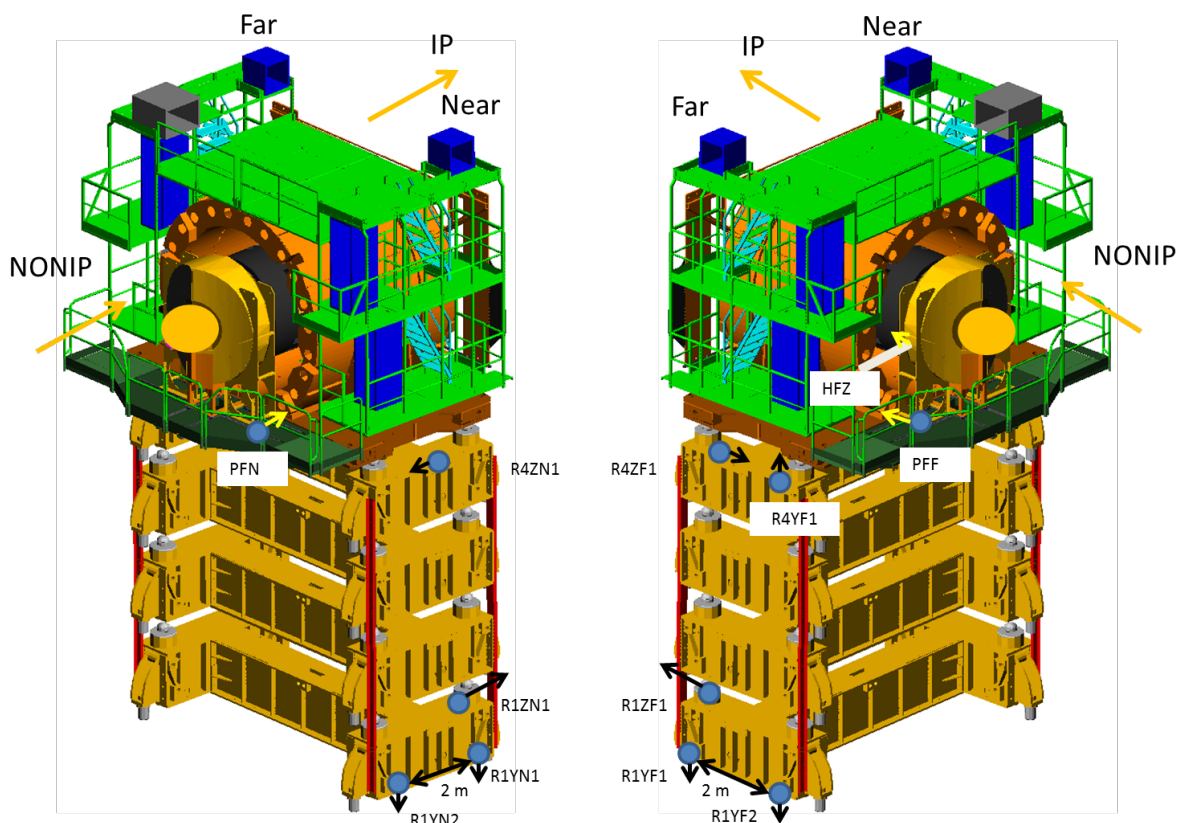 Far
IP
Near
NONIP
PFN
R4ZN1
R1ZN1
R1YN1
2 m
R1YN2
Near
IP
Far
NONIP
HFZ
R4ZF1
PFF
R4YF1
R1ZF1
R1YF1
2 m
R1YF2